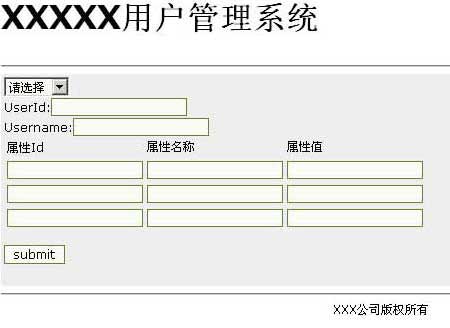 XXXXX用户管理系统
请选择
UserId:
Username:
属性Id 属性名称 属性值
submit
XXX公司版权所有